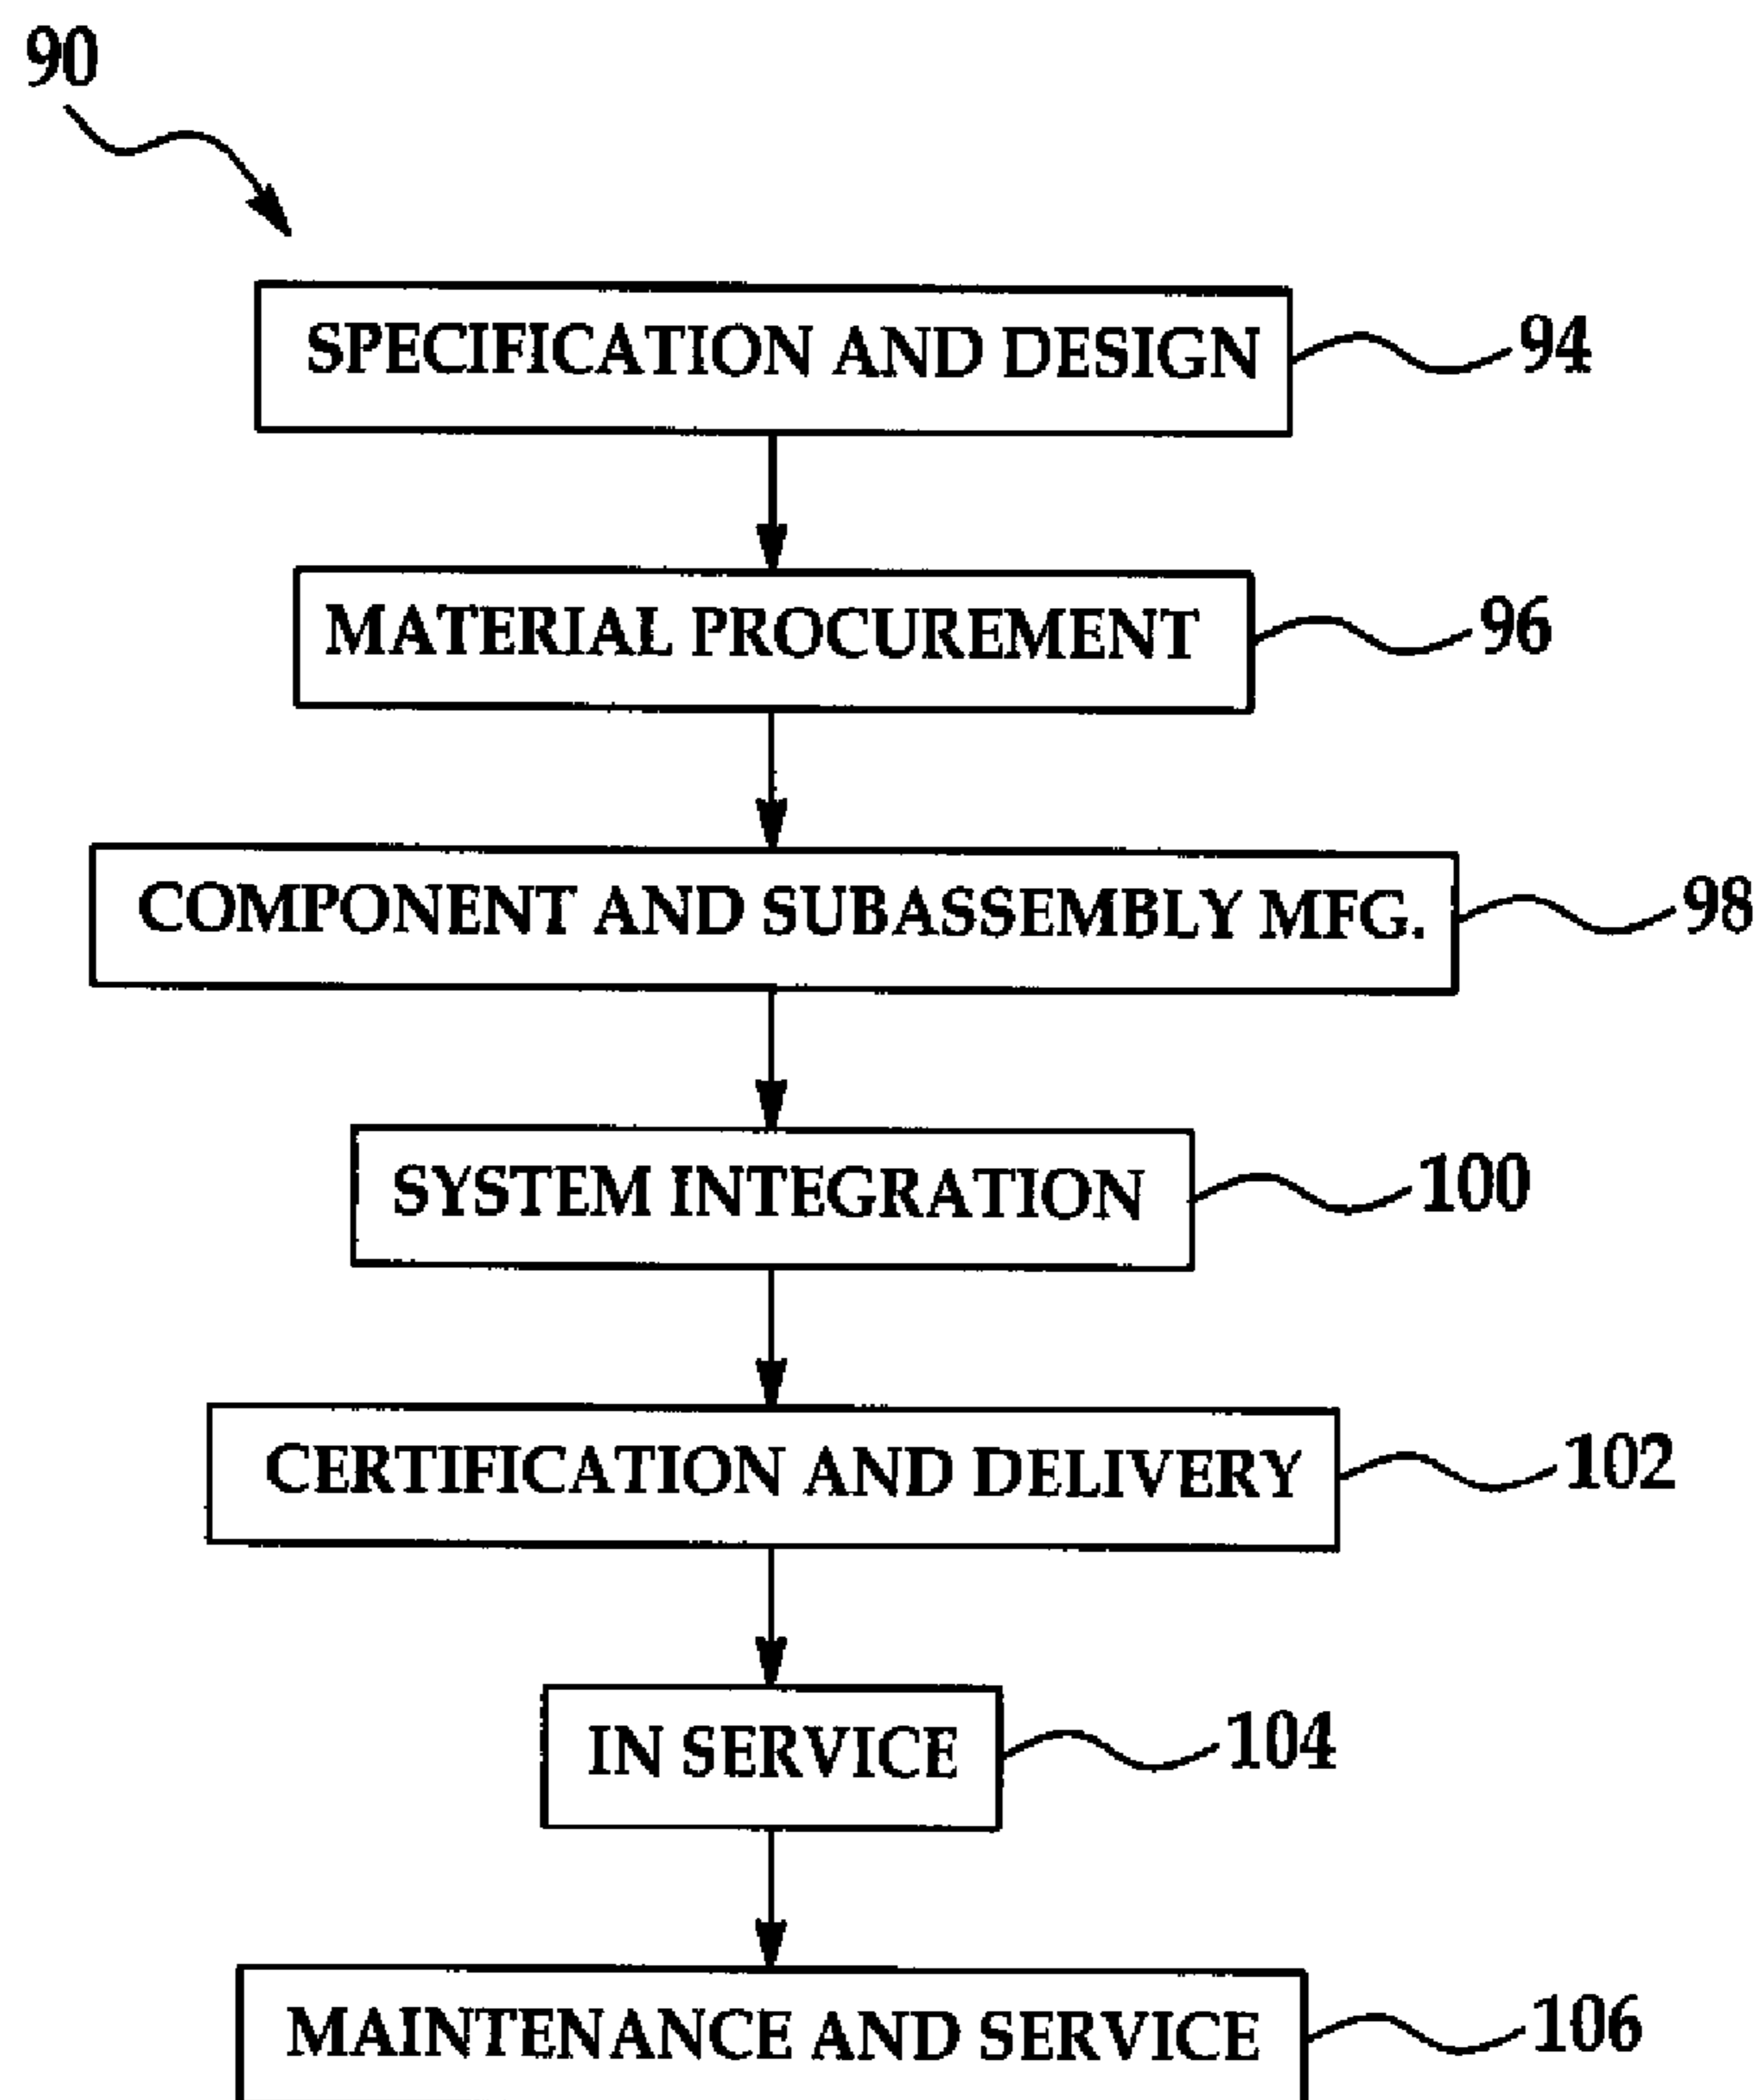 90
SPECIFICATION AND DESIGN 94
MATERIAL PROCUREMENT 96
COMPONENT AND SUBASSEMBLY MFG. 98
SYSTEM INTEGRATION 100
CERTIFICATION AND DELIVERY 102
IN SERVICE 104
MAINTENANCE AND SERVICE 106